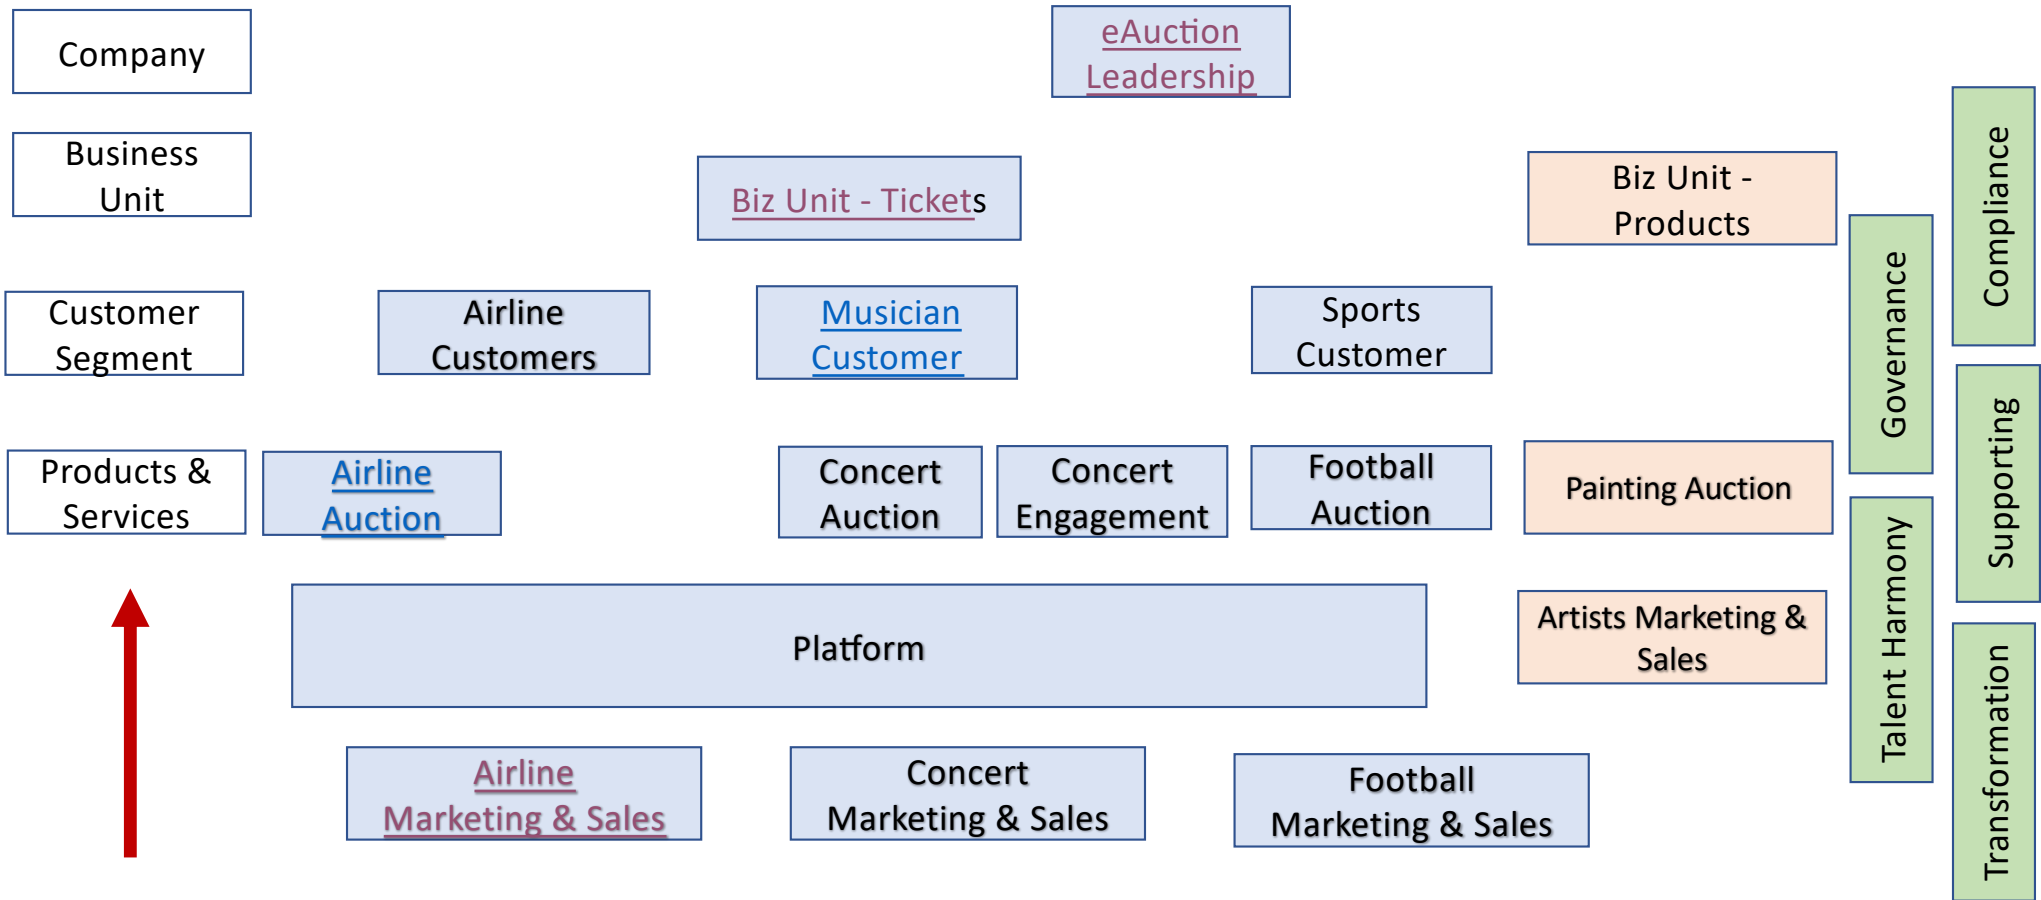 Company
eAuction
Leadership
Business
Unit
Biz Unit - Tickets
Biz Unit -
Products
Compliance
Customer
Segment
Airline
Customers
Musician
Customer
Sports
Customer
Governance
Products &
Services
Airline
Auction
Concert
Auction
Concert
Engagement
Football
Auction
Painting Auction
Supporting
Platform
Artists Marketing &
Sales
Talent Harmony
Airline
Marketing & Sales
Concert
Marketing & Sales
Football
Marketing & Sales
Transformation